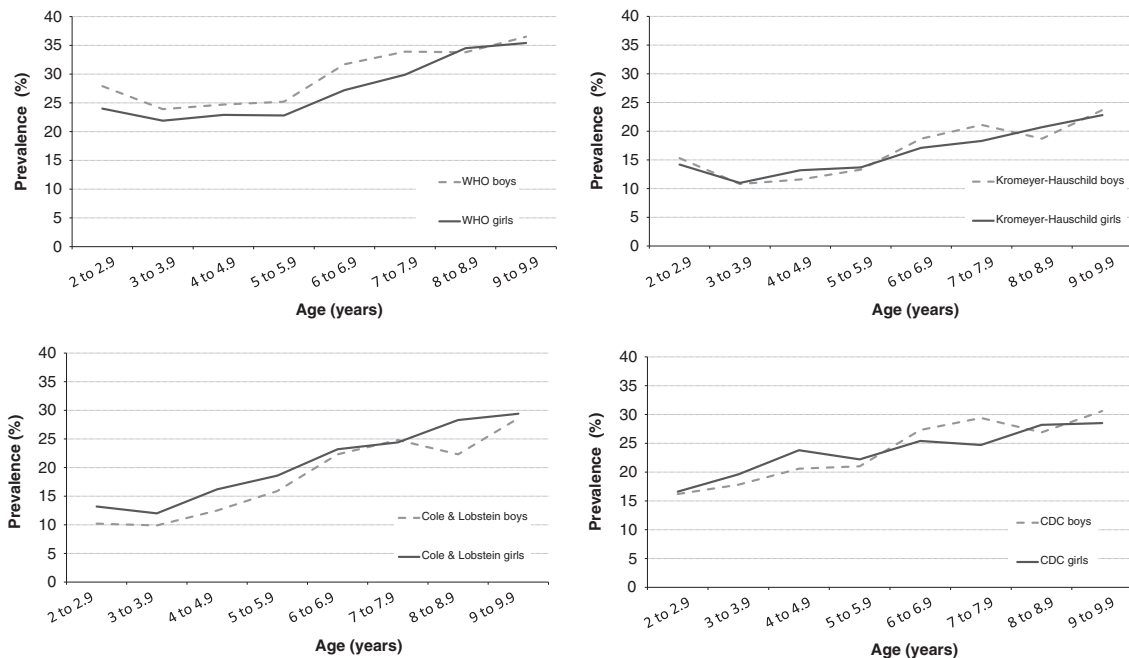 40
35
30
25
20
15
10
5
0
Prevalence (%)
WHO boys
WHO girls
2 to 2.9
3 to 3.9
4 to 4.9
5 to 5.9
6 to 6.9
7 to 7.9
8 to 8.9
9 to 9.9
Age (years)
40
35
30
25
20
15
10
5
0
Prevalence (%)
Kromeyer-Hauschild boys
Kromeyer-Hauschild girls
2 to 2.9
3 to 3.9
4 to 4.9
5 to 5.9
6 to 6.9
7 to 7.9
8 to 8.9
9 to 9.9
Age (years)
40
35
30
25
20
15
10
5
0
Prevalence (%)
Cole & Lobstein boys
Cole & Lobstein girls
2 to 2.9
3 to 3.9
4 to 4.9
5 to 5.9
6 to 6.9
7 to 7.9
8 to 8.9
9 to 9.9
Age (years)
40
35
30
25
20
15
10
5
0
Prevalence (%)
CDC boys
CDC girls
2 to 2.9
3 to 3.9
4 to 4.9
5 to 5.9
6 to 6.9
7 to 7.9
8 to 8.9
9 to 9.9
Age (years)